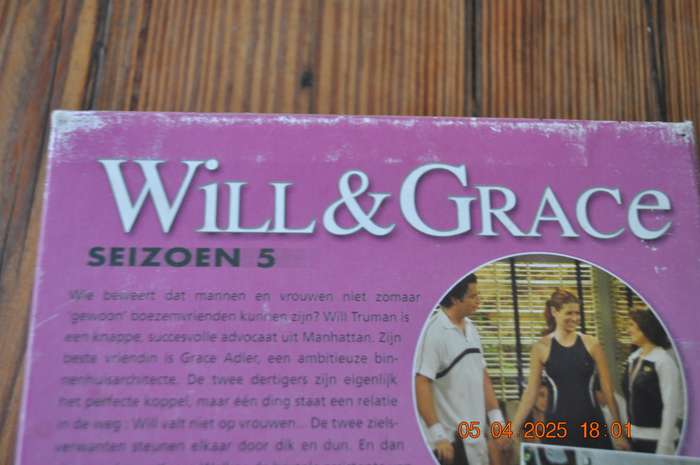 WiLL & GRACe
SEIZOEN 5
Wie beweert dat mannen en vrouwen niet zomaar
'gewoon' boezemvrienden kunnen zijn? Will Truman is
een knappe, succesvolle advocaat uit Manhattan. Zijn
beste vriendin is Grace Adler, een ambitieuze bin-
nenhuisarchitecte. De twee dertigers zijn eigenlijk
het perfecte koppel, maar één ding staat een relatie
in de weg : Will valt niet op vrouwen... De twee ziels-
verwanten steunen elkaar door dik en dun. En dan
05 04 2025 18:01